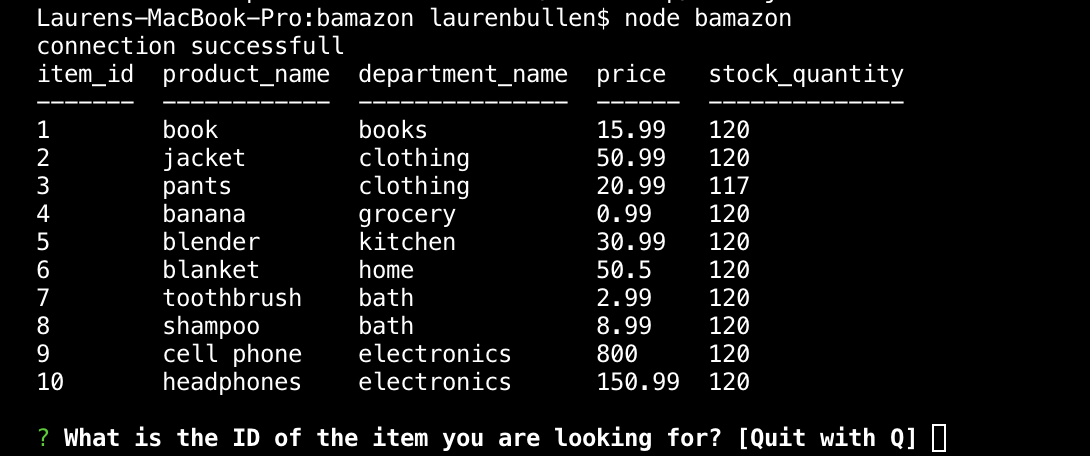 Laurens-MacBook-Pro:bamazon laurenbullen$ node bamazon
connection successfull
item_id  product_name  department_name  price   stock_quantity
-------  ------------  ---------------  ------  --------------
1        book          books            15.99   120
2        jacket        clothing         50.99   120
3        pants         clothing         20.99   117
4        banana        grocery          0.99    120
5        blender       kitchen          30.99   120
6        blanket       home             50.5    120
7        toothbrush    bath             2.99    120
8        shampoo       bath             8.99    120
9        cell phone    electronics      800     120
10       headphones    electronics      150.99  120
? What is the ID of the item you are looking for? [Quit with Q]